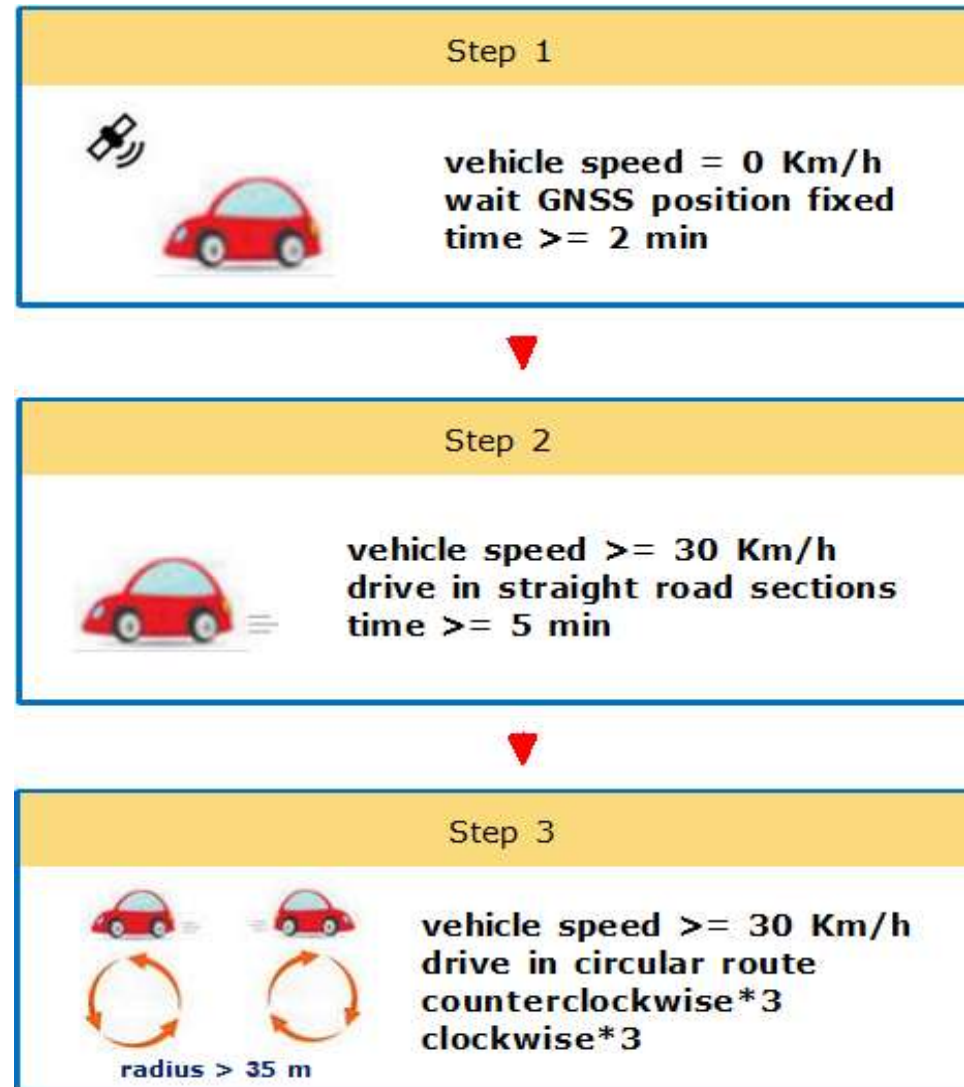 Step 1
vehicle speed = 0 Km/h
wait GNSS position fixed
time >= 2 min
Step 2
vehicle speed >= 30 Km/h
drive in straight road sections
time >= 5 min
Step 3
vehicle speed >= 30 Km/h
drive in circular route
counterclockwise*3
clockwise*3
radius > 35 m